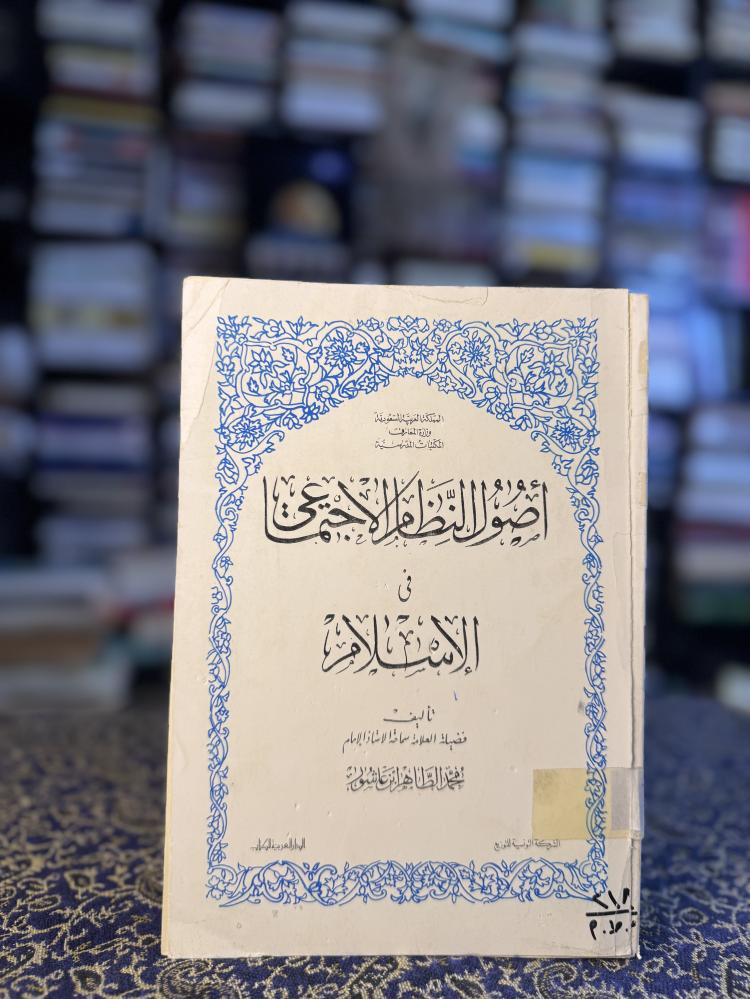 المملكة العربية السعودية
وزارة المعارف
المكتبات المدرسية
أصول النظام الاجتماعي
في
الإسلام
تأليف
فضيلة العلامة سماحة الأستاذ الإمام
محمد الطاهر ابن عاشور
الشركة التونسية للتوزيع
الدار العربية للكتاب
٢١٠